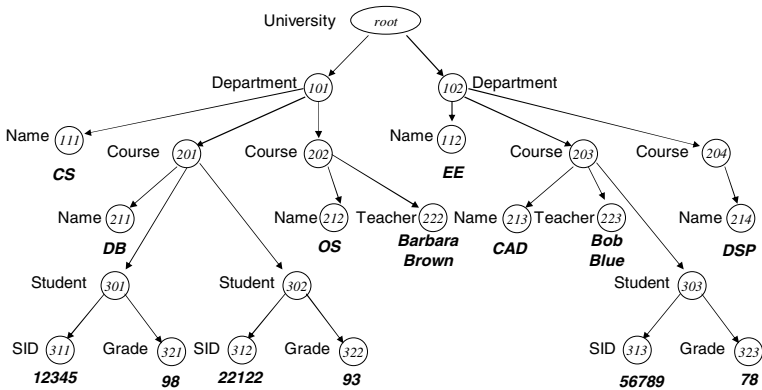 University root
Department 101 102 Department
Name 111 Name 112
CS Course 201 Course 202 EE Course 203 Course 204
Name 211 Name 212 Teacher 222 Name 213 Teacher 223 Name 214
DB OS Barbara CAD Bob DSP
Brown Blue
Student 301 Student 302 Student 303
SID 311 Grade 321 SID 312 Grade 322 SID 313 Grade 323
12345 98 22122 93 56789 78